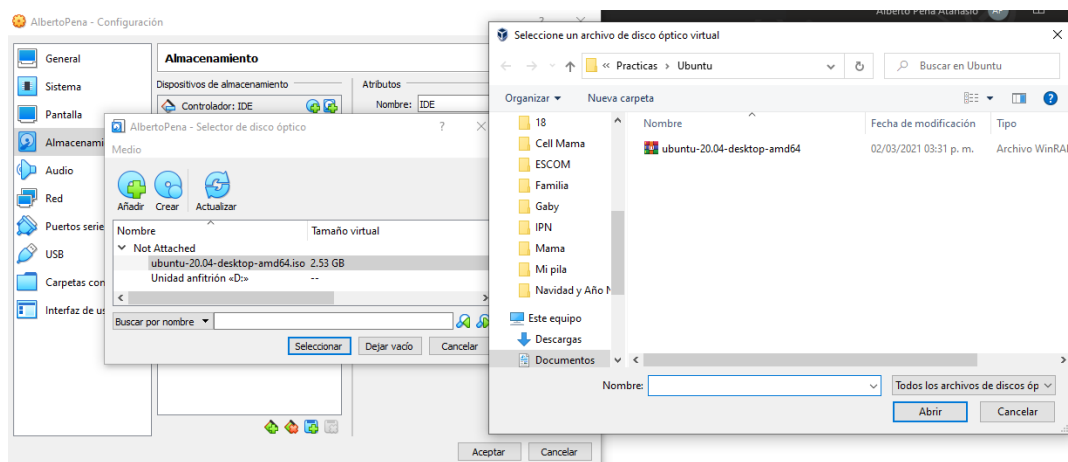 Alberto Pena Atanasio AP
AlbertoPena - Configuración ?
General
Sistema
Pantalla
Almacenami
Audio
Red
Puertos serie
USB
Carpetas con
Interfaz de us
Almacenamiento
Dispositivos de almacenamiento
Controlador: IDE
Atributos
Nombre: IDE
AlbertoPena - Selector de disco óptico ?
Medio
Añadir Crear Actualizar
Nombre Tamaño virtual
Not Attached
ubuntu-20.04-desktop-amd64.iso 2.53 GB
Unidad anfitrión «D:» --
Buscar por nombre
Seleccionar Dejar vacío Cancelar
Aceptar Cancelar
Seleccione un archivo de disco óptico virtual
« Practicas › Ubuntu
Buscar en Ubuntu
Organizar Nueva carpeta ?
18
Cell Mama
ESCOM
Familia
Gaby
IPN
Mama
Mi pila
Navidad y Año N
Este equipo
Descargas
Documentos
Nombre Fecha de modificación Tipo
ubuntu-20.04-desktop-amd64 02/03/2021 03:31 p. m. Archivo WinRAI
Nombre:
Todos los archivos de discos óp
Abrir Cancelar